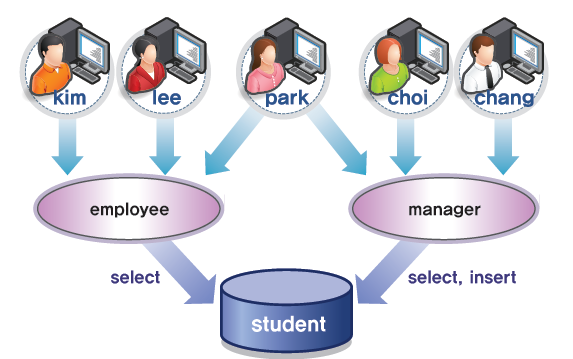 kim
lee
park
choi
chang
employee
manager
select
select, insert
student